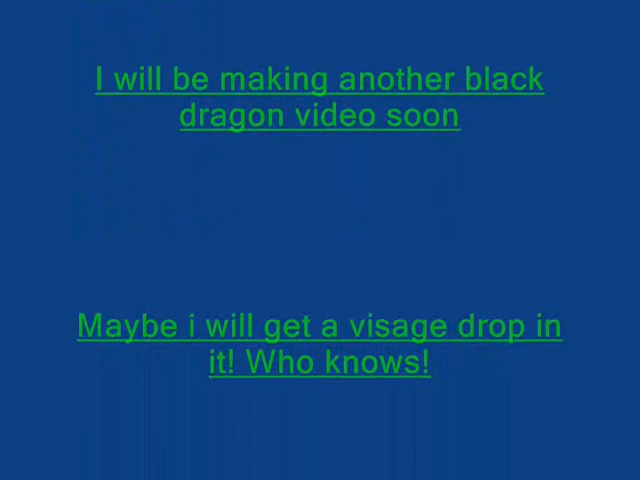 I will be making another black
dragon video soon
Maybe i will get a visage drop in
it! Who knows!